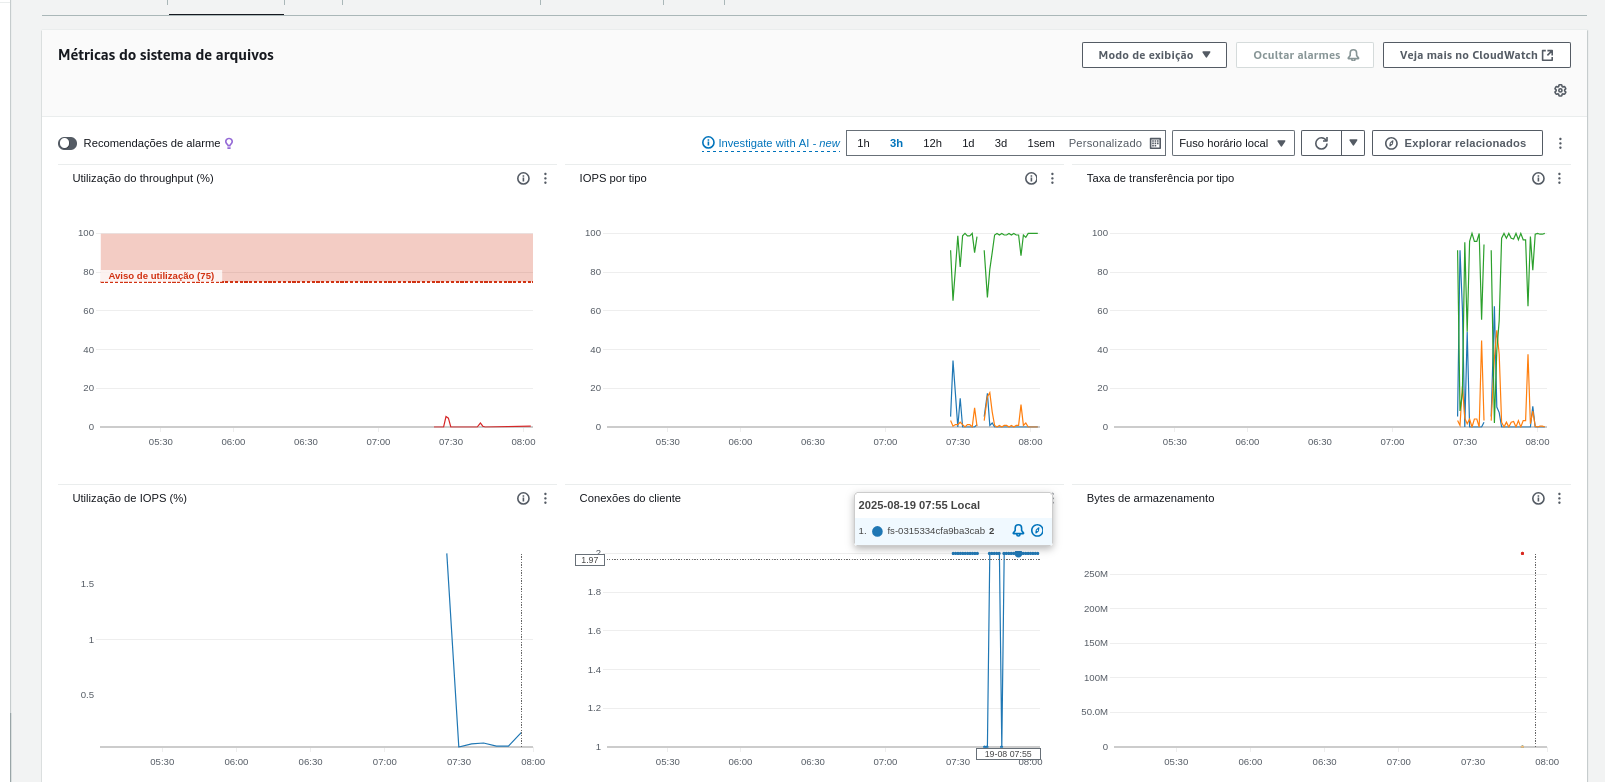 Métricas do sistema de arquivos
Modo de exibição
Ocultar alarmes
Veja mais no CloudWatch
Recomendações de alarme
Investigate with AI - new
1h 3h 12h 1d 3d 1sem Personalizado
Fuso horário local
Explorar relacionados
Utilização do throughput (%)
100
80
60
40
20
0
Aviso de utilização (75)
05:30 06:00 06:30 07:00 07:30 08:00
IOPS por tipo
100
80
60
40
20
0
05:30 06:00 06:30 07:00 07:30 08:00
Taxa de transferência por tipo
100
80
60
40
20
0
05:30 06:00 06:30 07:00 07:30 08:00
Utilização de IOPS (%)
1.5
1
0.5
05:30 06:00 06:30 07:00 07:30 08:00
Conexões do cliente
2025-08-19 07:55 Local
1. fs-0315334cfa9ba3cab 2
2
1.97
1.8
1.6
1.4
1.2
1
19-08 07:55
05:30 06:00 06:30 07:00 07:30 08:00
Bytes de armazenamento
250M
200M
150M
100M
50.0M
0
05:30 06:00 06:30 07:00 07:30 08:00